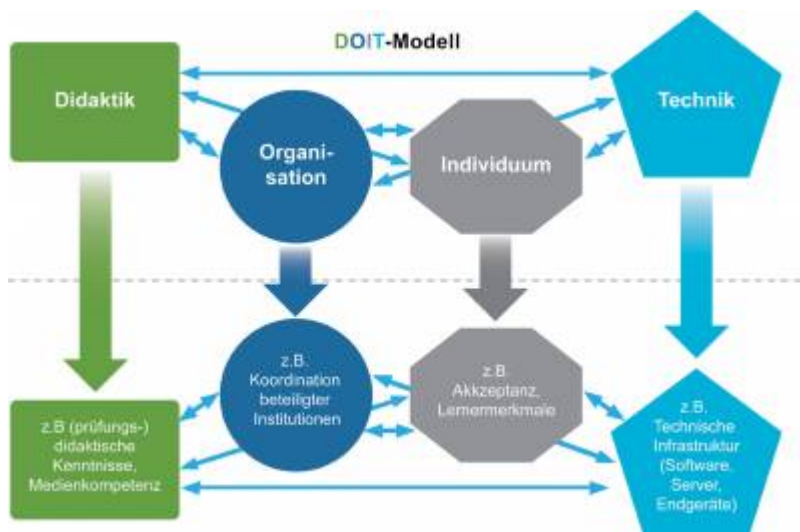 DOIT-Modell
Didaktik
Organi-
sation
Individuum
Technik
z.B (prüfungs-)
didaktische
Kenntnisse,
Medienkompetenz
z.B.
Koordination
beteiligter
Institutionen
z.B.
Akkzeptanz,
Lernermerkmale
z.B.
Technische
Infrastruktur
(Software,
Server,
Endgeräte)